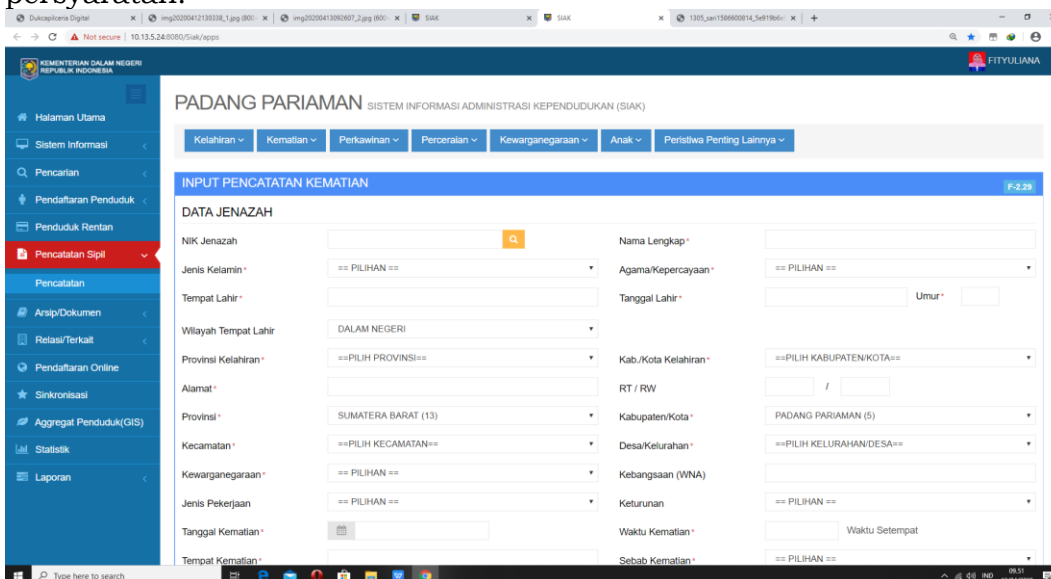 persyaratan.
Dukcapilceria Digital
img20200412130338_1.jpg (800
img20200413092607_2.jpg (600
SIAK
SIAK
Not secure | 10.13.5.24:8080/Siak/apps
KEMENTERIAN DALAM NEGERI
REPUBLIK INDONESIA
FITYULIANA
Halaman Utama
Sistem Informasi
Pencarian
Pendaftaran Penduduk
Penduduk Rentan
Pencatatan Sipil
Pencatatan
Arsip/Dokumen
Relasi/Terkait
Pendaftaran Online
Sinkronisasi
Aggregat Penduduk(GIS)
Statistik
Laporan
PADANG PARIAMAN SISTEM INFORMASI ADMINISTRASI KEPENDUDUKAN (SIAK)
Kelahiran Kematian Perkawinan Perceraian Kewarganegaraan Anak Peristiwa Penting Lainnya
INPUT PENCATATAN KEMATIAN F-2.29
DATA JENAZAH
NIK Jenazah Nama Lengkap*
Jenis Kelamin* == PILIHAN == Agama/Kepercayaan* == PILIHAN ==
Tempat Lahir* Tanggal Lahir* Umur*
Wilayah Tempat Lahir DALAM NEGERI
Provinsi Kelahiran* ==PILIH PROVINSI== Kab./Kota Kelahiran* ==PILIH KABUPATEN/KOTA==
Alamat* RT / RW /
Provinsi* SUMATERA BARAT (13) Kabupaten/Kota* PADANG PARIAMAN (5)
Kecamatan* ==PILIH KECAMATAN== Desa/Kelurahan* ==PILIH KELURAHAN/DESA==
Kewarganegaraan* == PILIHAN == Kebangsaan (WNA)
Jenis Pekerjaan == PILIHAN == Keturunan == PILIHAN ==
Tanggal Kematian* Waktu Kematian* Waktu Setempat
Tempat Kematian* Sebab Kematian* == PILIHAN ==
Type here to search
IND
09.51